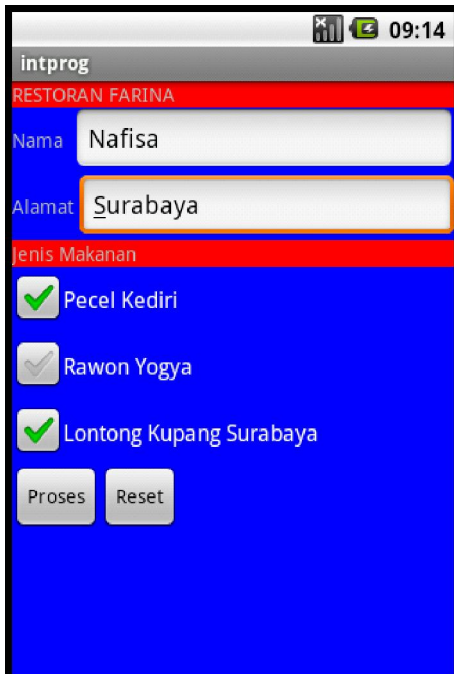 09:14
intprog
RESTORAN FARINA
Nama Nafisa
Alamat Surabaya
Jenis Makanan
Pecel Kediri
Rawon Yogya
Lontong Kupang Surabaya
Proses Reset